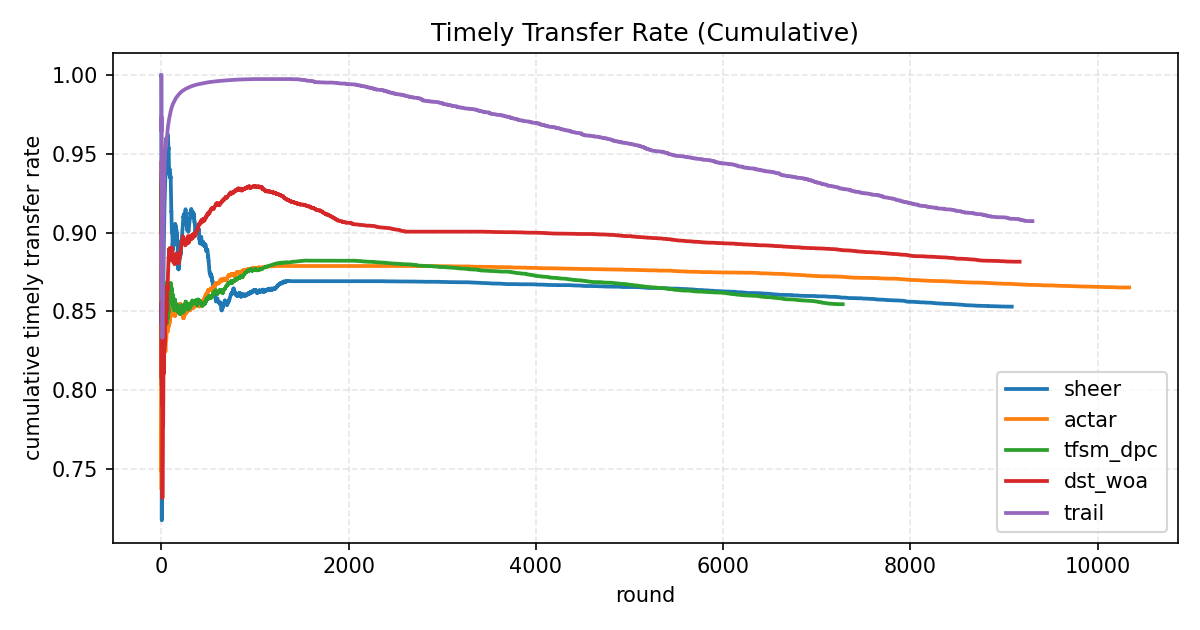 Timely Transfer Rate (Cumulative)
cumulative timely transfer rate
1.00
0.95
0.90
0.85
0.80
0.75
0
2000
4000
6000
8000
10000
round
sheer
actar
tfsm_dpc
dst_woa
trail